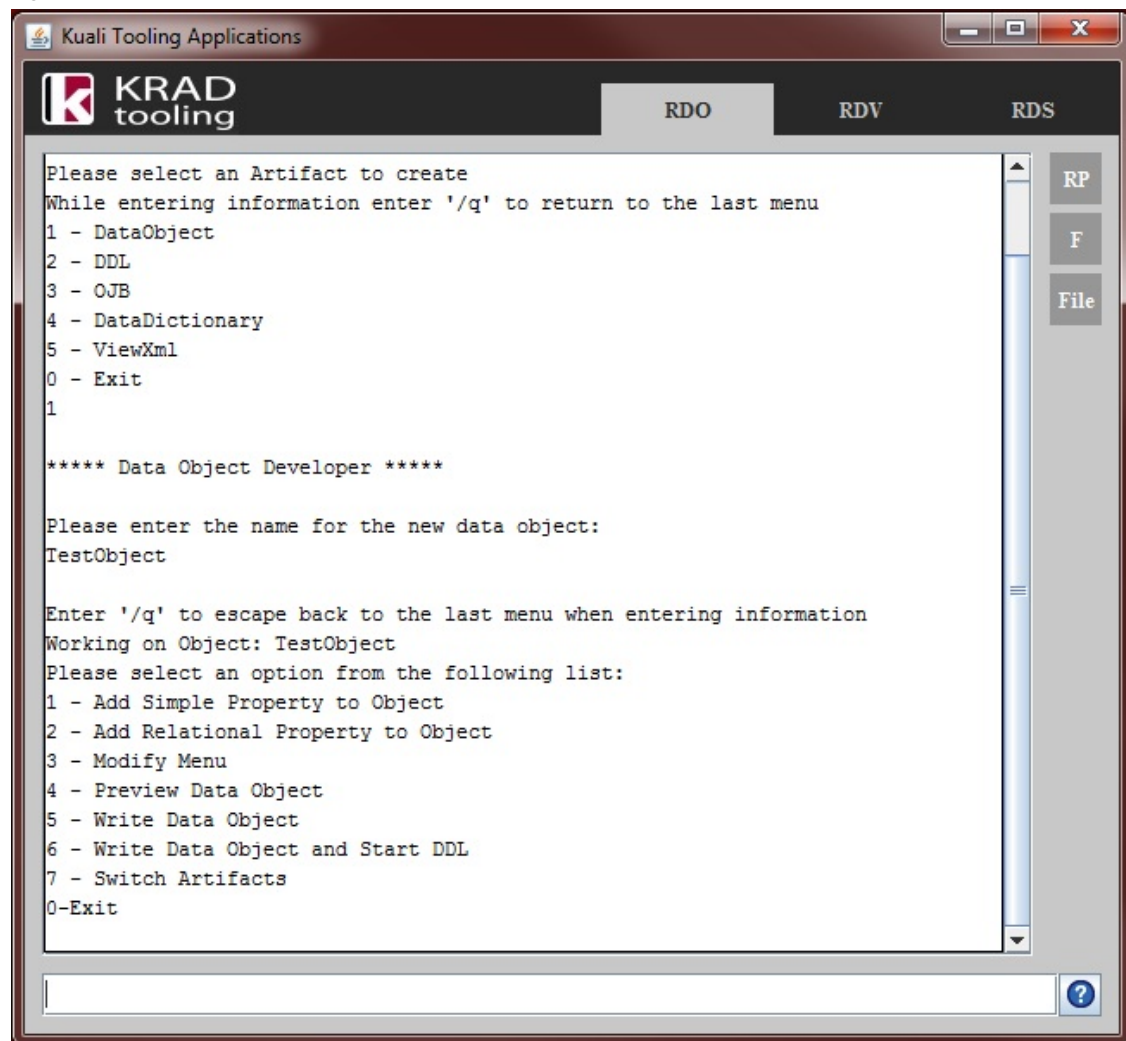 Kuali Tooling Applications
KRAD
tooling
RDO
RDV
RDS
RP
F
File
Please select an Artifact to create
While entering information enter '/q' to return to the last menu
1 - DataObject
2 - DDL
3 - OJB
4 - DataDictionary
5 - ViewXml
0 - Exit
1
***** Data Object Developer *****
Please enter the name for the new data object:
TestObject
Enter '/q' to escape back to the last menu when entering information
Working on Object: TestObject
Please select an option from the following list:
1 - Add Simple Property to Object
2 - Add Relational Property to Object
3 - Modify Menu
4 - Preview Data Object
5 - Write Data Object
6 - Write Data Object and Start DDL
7 - Switch Artifacts
0-Exit
?